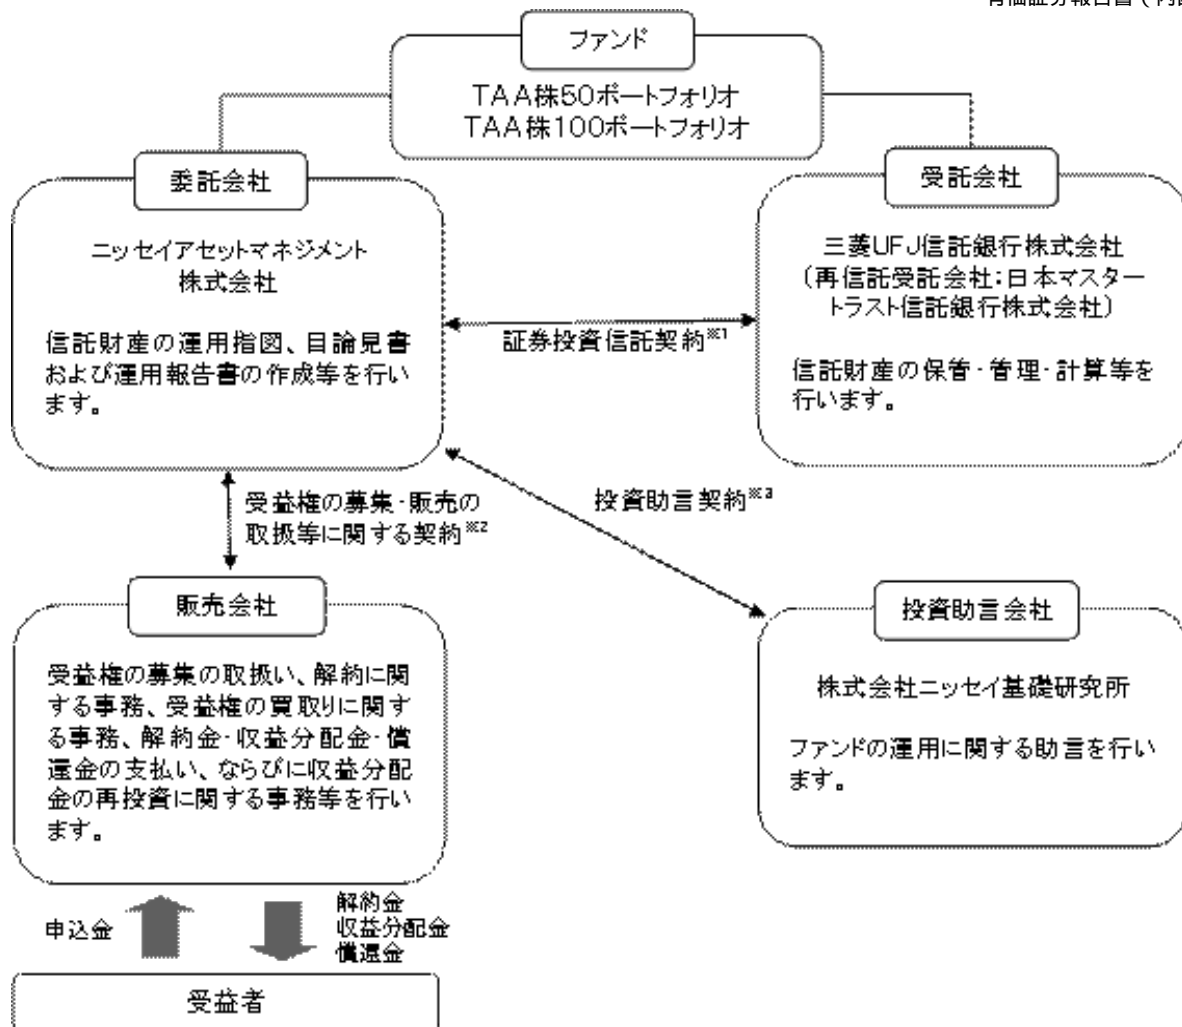 ファンド
TAA株50ポートフォリオ
TAA株100ポートフォリオ
委託会社
ニッセイアセットマネジメント
株式会社
信託財産の運用指図、目論見書
および運用報告書の作成等を行い
ます。
受託会社
三菱UFJ信託銀行株式会社
(再信託受託会社:日本マスター
トラスト信託銀行株式会社)
信託財産の保管・管理・計算等を
行います。
証券投資信託契約※1
受益権の募集・販売の
取扱等に関する契約※2
投資助言契約※3
販売会社
受益権の募集の取扱い、解約に関
する事務、受益権の買取りに関す
る事務、解約金・収益分配金・償
還金の支払い、ならびに収益分配
金の再投資に関する事務等を行い
ます。
投資助言会社
株式会社ニッセイ基礎研究所
ファンドの運用に関する助言を行い
ます。
申込金
解約金
収益分配金
償還金
受益者